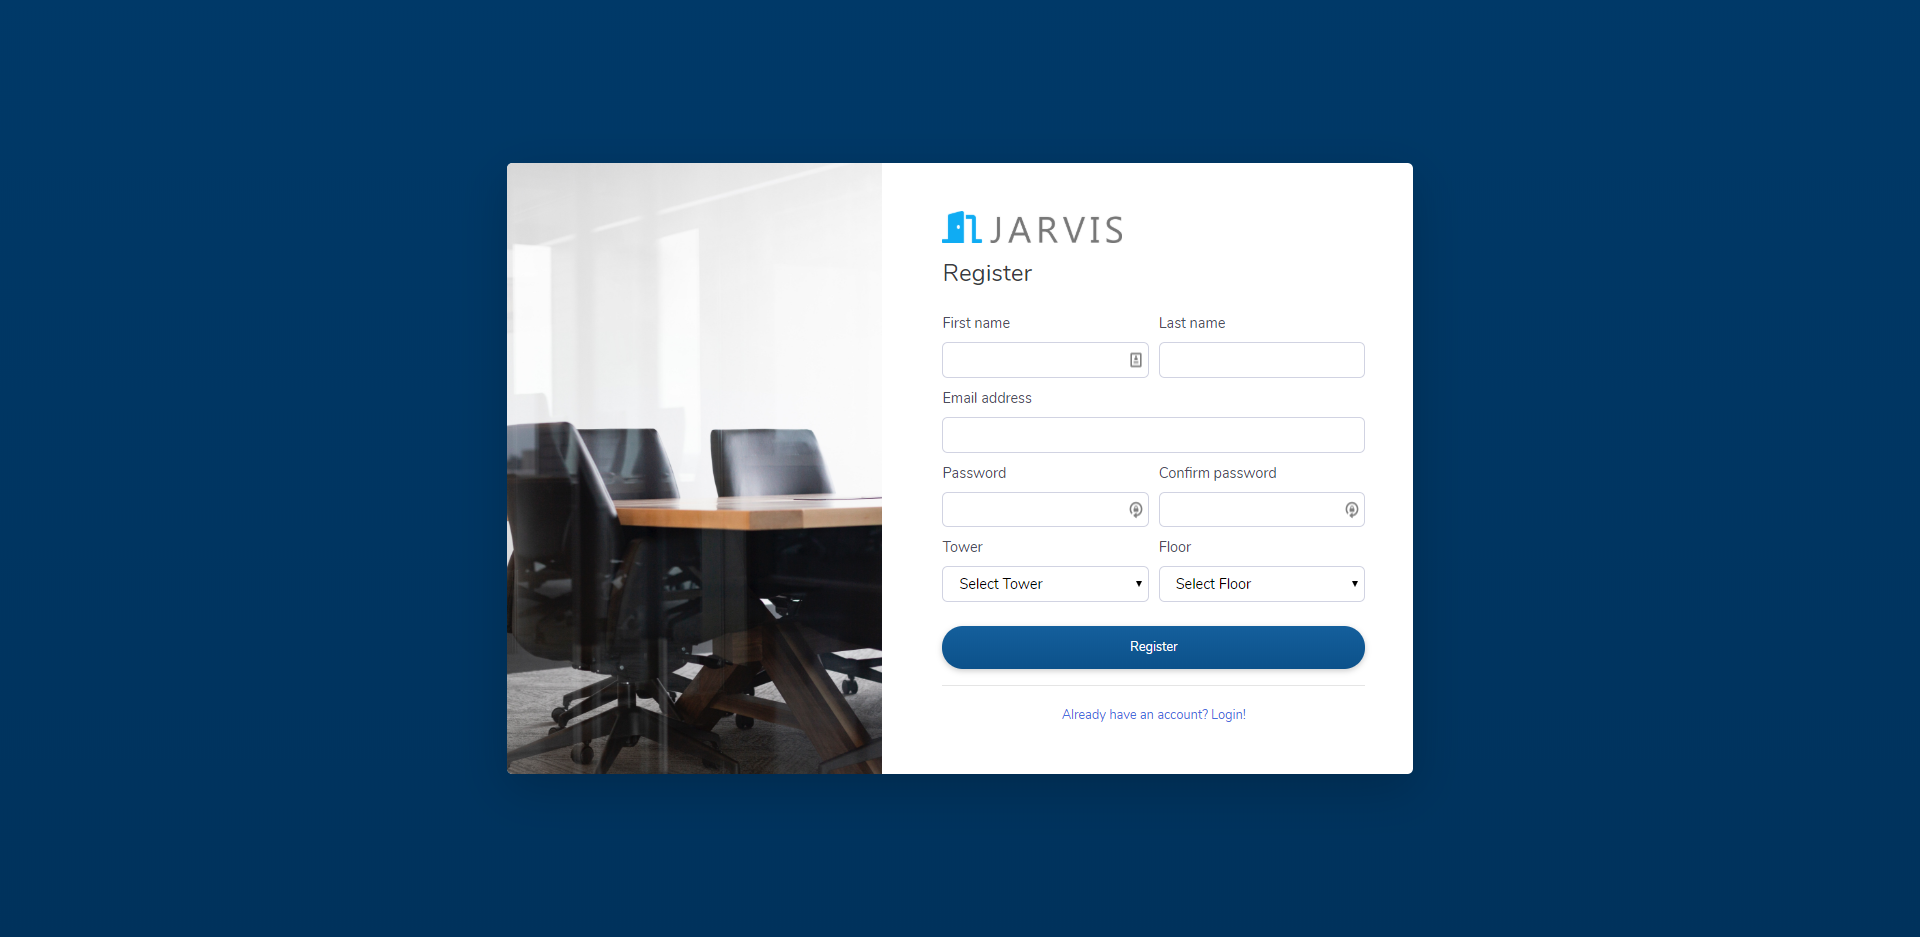 JARVIS
Register
First name Last name
Email address
Password Confirm password
Tower Floor
Select Tower Select Floor
Register
Already have an account? Login!